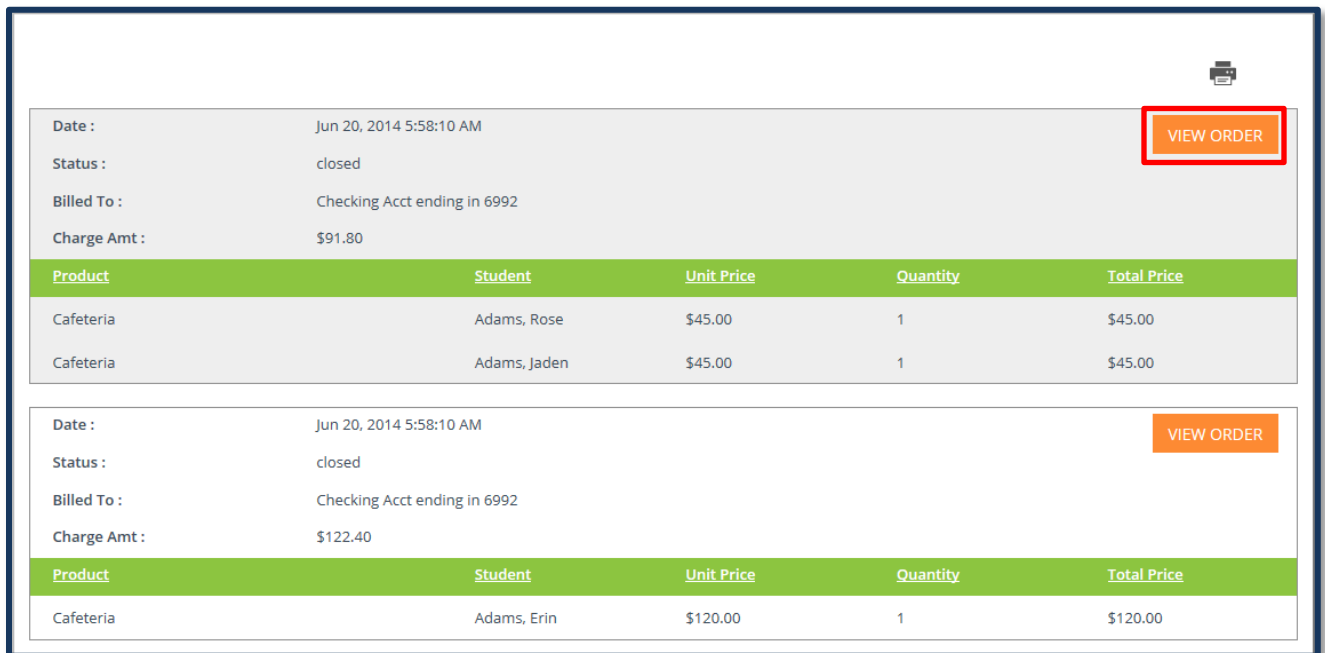 VIEW ORDER
Date : Jun 20, 2014 5:58:10 AM
Status : closed
Billed To : Checking Acct ending in 6992
Charge Amt : $91.80
Product Student Unit Price Quantity Total Price
Cafeteria Adams, Rose $45.00 1 $45.00
Cafeteria Adams, Jaden $45.00 1 $45.00
Date : Jun 20, 2014 5:58:10 AM
VIEW ORDER
Status : closed
Billed To : Checking Acct ending in 6992
Charge Amt : $122.40
Product Student Unit Price Quantity Total Price
Cafeteria Adams, Erin $120.00 1 $120.00